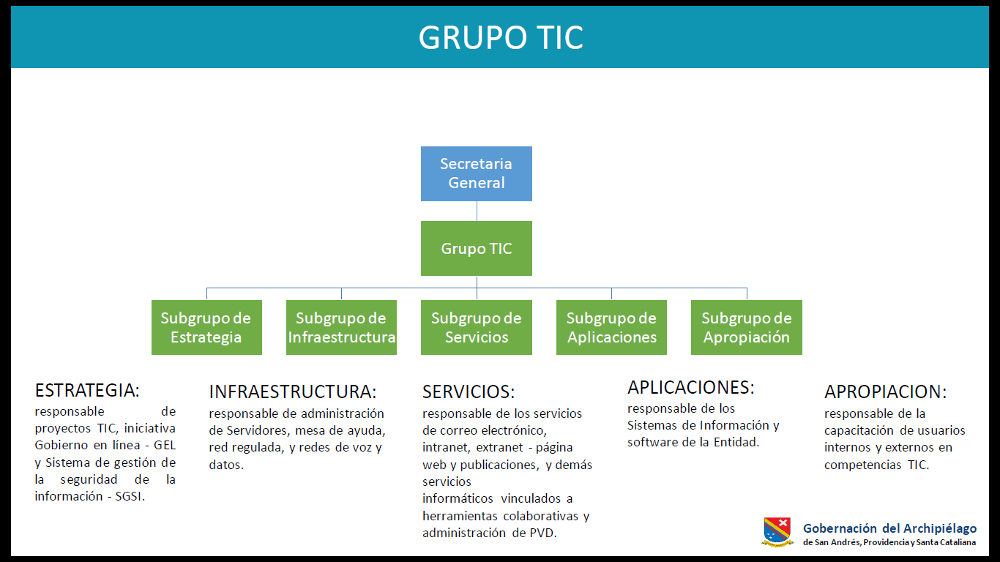 GRUPO TIC
Secretaria
General
Grupo TIC
Subgrupo de
Estrategia
Subgrupo de
Infraestructura
Subgrupo de
Servicios
Subgrupo de
Aplicaciones
Subgrupo de
Apropiación
ESTRATEGIA:
responsable de
proyectos TIC, iniciativa
Gobierno en línea - GEL
y Sistema de gestión de
la seguridad de la
información - SGSI.
INFRAESTRUCTURA:
responsable de administración
de Servidores, mesa de ayuda,
red regulada, y redes de voz y
datos.
SERVICIOS:
responsable de los servicios
de correo electrónico,
intranet, extranet - página
web y publicaciones, y demás
servicios
informáticos vinculados a
herramientas colaborativas y
administración de PVD.
APLICACIONES:
responsable de los
Sistemas de Información y
software de la Entidad.
APROPIACION:
responsable de la
capacitación de usuarios
internos y externos en
competencias TIC.
Gobernación del Archipiélago
de San Andrés, Providencia y Santa Cataliana